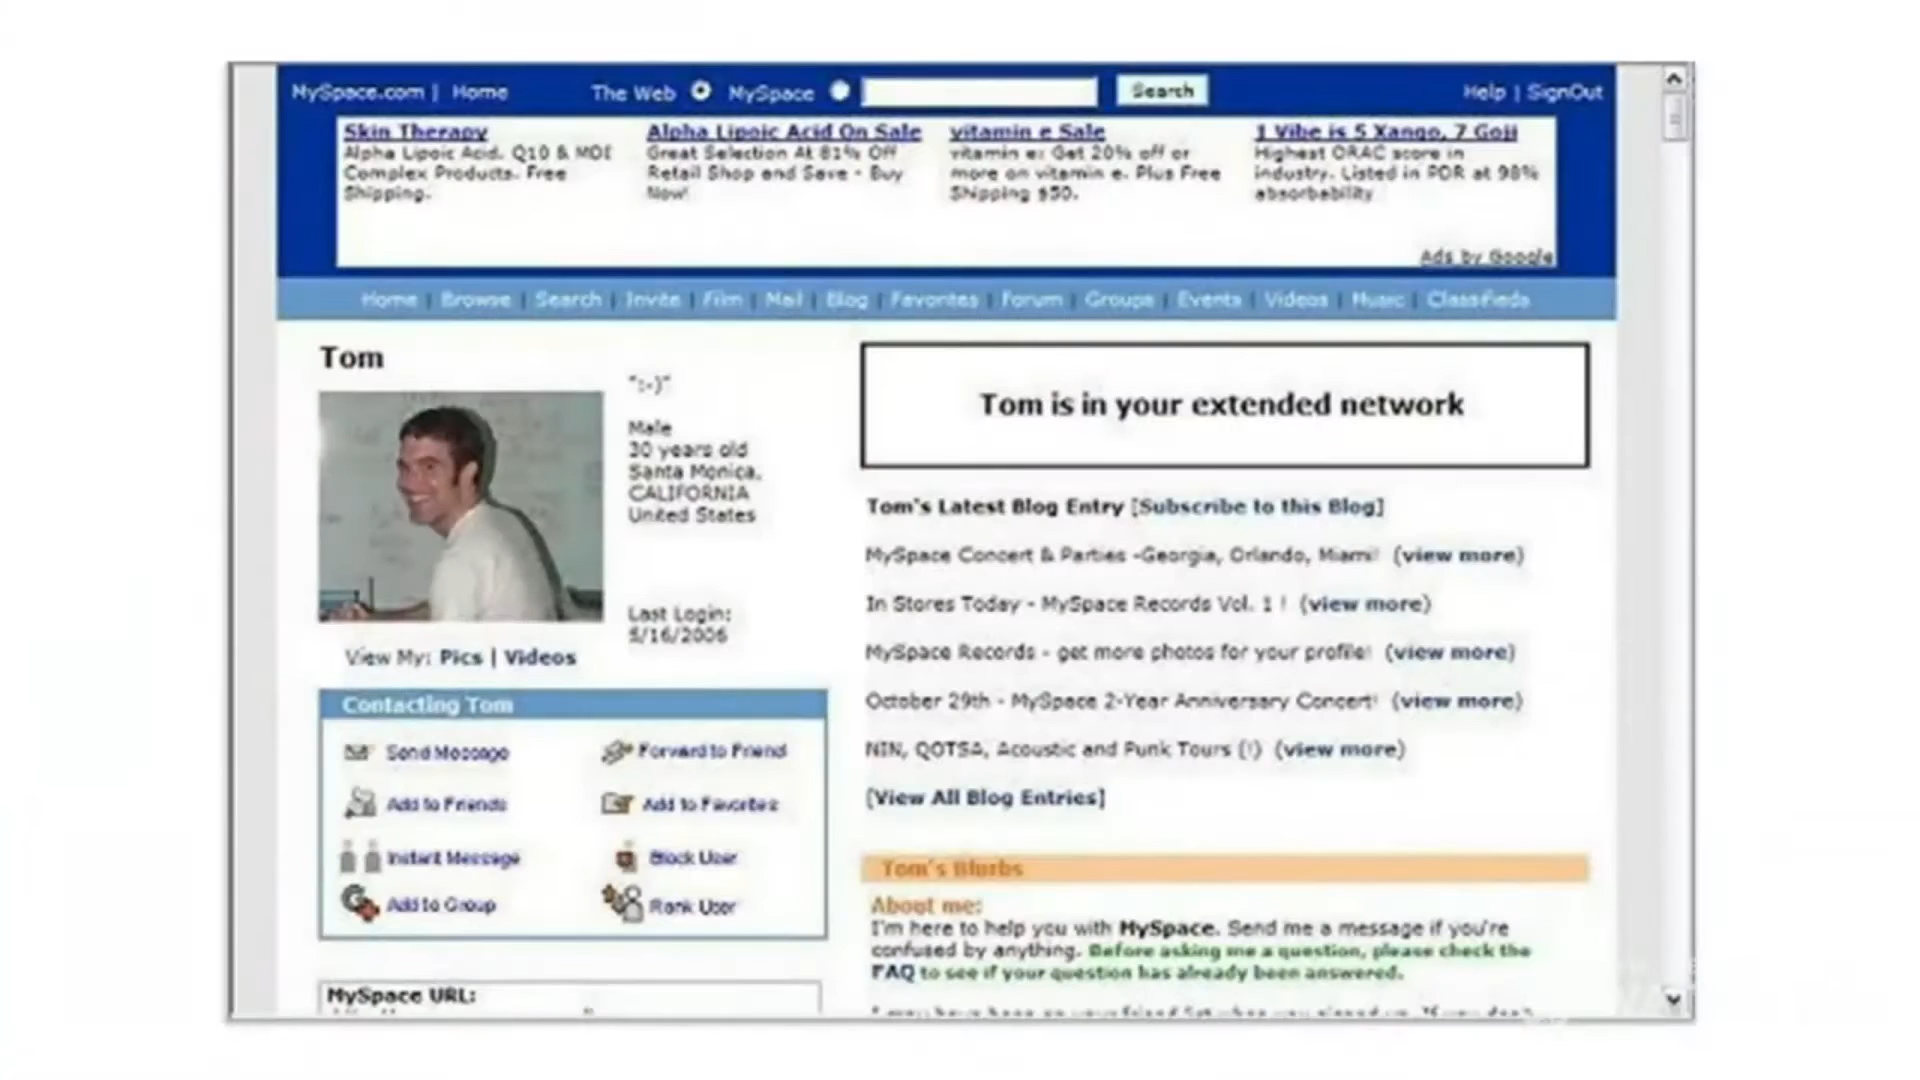 MySpace.com | Home
The Web MySpace Search
Help | SignOut
Skin Therapy
Alpha Lipoic Acid. Q10 & MDI
Complex Products. Free
Shipping.
Alpha Lipoic Acid On Sale
Great Selection At 81% Off
Retail Shop and Save - Buy
Now!
vitamin e Sale
vitamin e: Get 20% off or
more on vitamin e. Plus Free
Shipping $50.
1 Vibe is 5 Xango, 7 Goji
Highest ORAC score in
industry. Listed in PDR at 98%
absorbability
Ads by Google
Home | Browse | Search | Invite | Film | Mail | Blog | Favorites | Forum | Groups | Events | Videos | Music | Classifieds
Tom
":-)"
Male
30 years old
Santa Monica,
CALIFORNIA
United States
Last Login:
5/16/2006
View My: Pics | Videos
Contacting Tom
Send Message
Forward to Friend
Add to Friends
Add to Favorites
Instant Message
Block User
Add to Group
Rank User
MySpace URL:
Tom is in your extended network
Tom's Latest Blog Entry [Subscribe to this Blog]
MySpace Concert & Parties -Georgia, Orlando, Miami! (view more)
In Stores Today - MySpace Records Vol. 1 ! (view more)
MySpace Records - get more photos for your profile! (view more)
October 29th - MySpace 2-Year Anniversary Concert! (view more)
NIN, QOTSA, Acoustic and Punk Tours (!) (view more)
[View All Blog Entries]
Tom's Blurbs
About me:
I'm here to help you with MySpace. Send me a message if you're
confused by anything. Before asking me a question, please check the
FAQ to see if your question has already been answered.